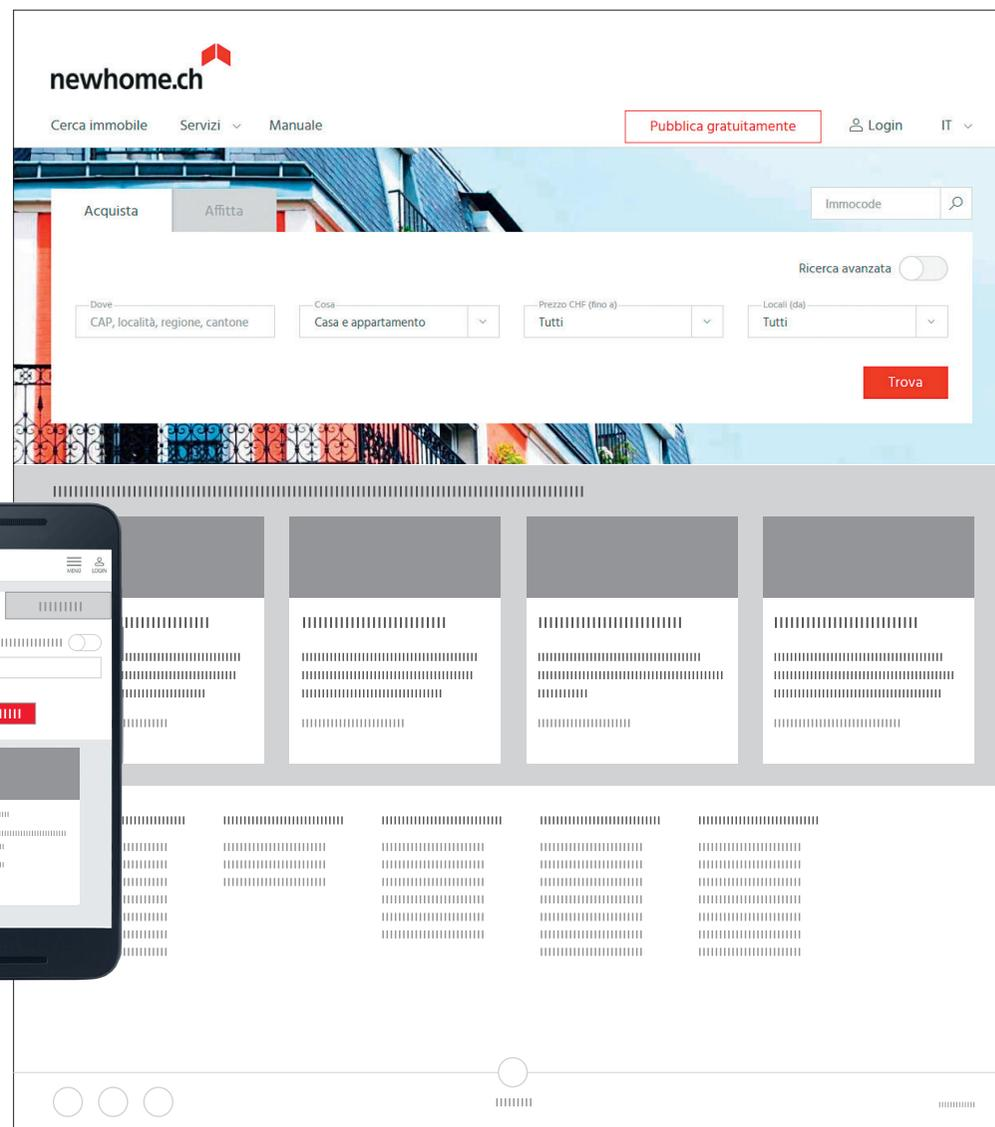 newhome.ch
Cerca immobile Servizi Manuale Pubblica gratuitamente Login IT
Acquista Affitta Immocode
Ricerca avanzata
Dove Cosa Prezzo CHF (fino a) Locali (da)
CAP, località, regione, cantone Casa e appartamento Tutti Tutti
Trova
MENÜ LOGIN